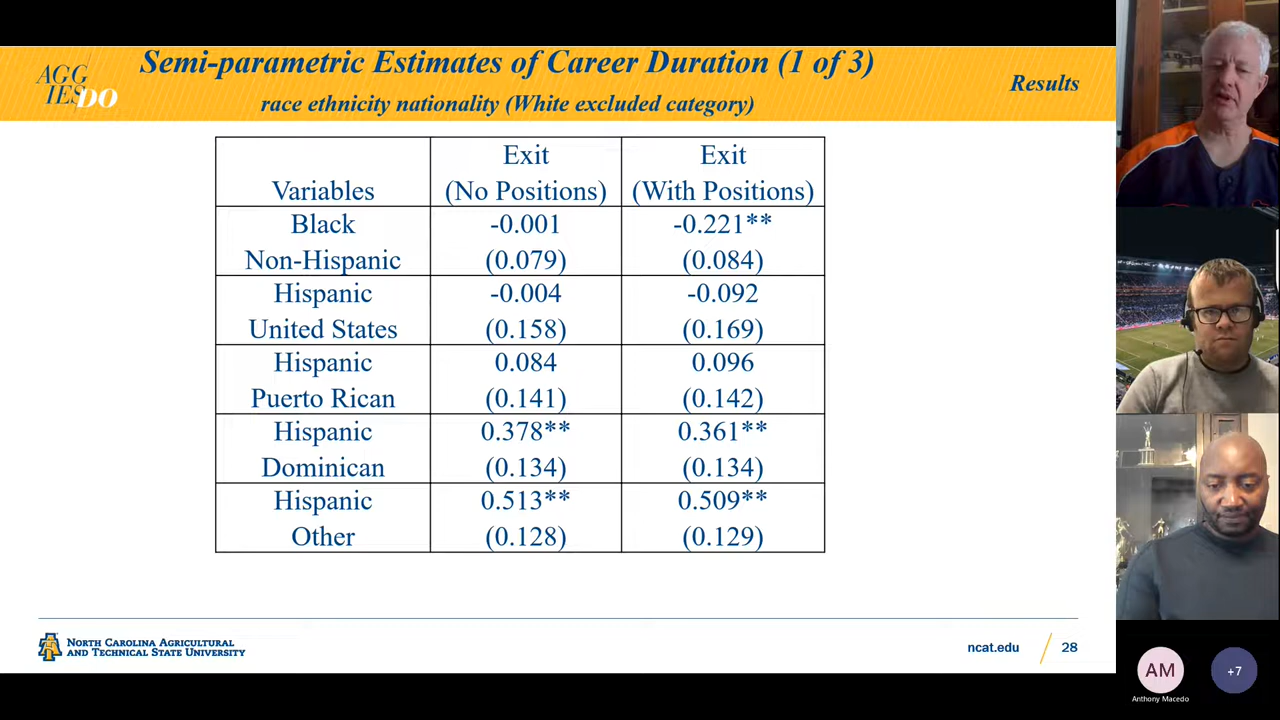 AGG
IES DO
Semi-parametric Estimates of Career Duration (1 of 3)
race ethnicity nationality (White excluded category)
Results
Variables
Exit
(No Positions)
Exit
(With Positions)
Black
Non-Hispanic
-0.001
(0.079)
-0.221**
(0.084)
Hispanic
United States
-0.004
(0.158)
-0.092
(0.169)
Hispanic
Puerto Rican
0.084
(0.141)
0.096
(0.142)
Hispanic
Dominican
0.378**
(0.134)
0.361**
(0.134)
Hispanic
Other
0.513**
(0.128)
0.509**
(0.129)
NORTH CAROLINA AGRICULTURAL
AND TECHNICAL STATE UNIVERSITY
ncat.edu
28
AM
Anthony Macedo
+7